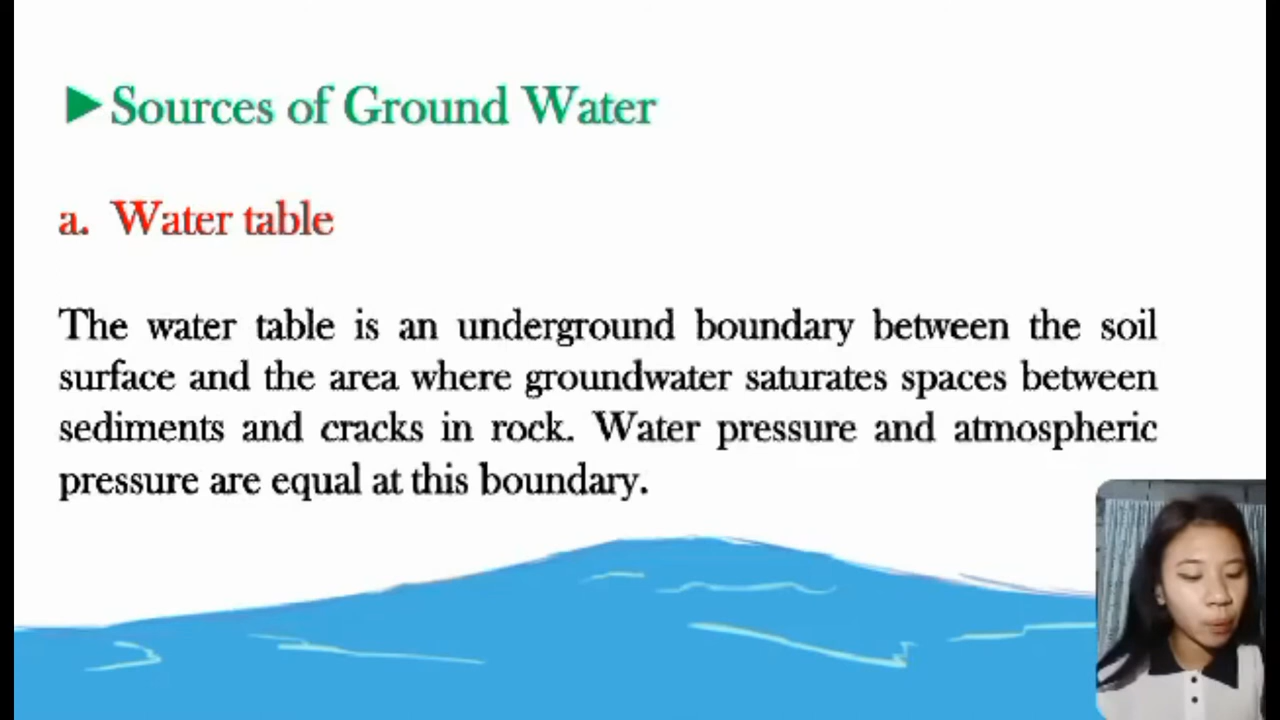 ►Sources of Ground Water
a. Water table
The water table is an underground boundary between the soil
surface and the area where groundwater saturates spaces between
sediments and cracks in rock. Water pressure and atmospheric
pressure are equal at this boundary.